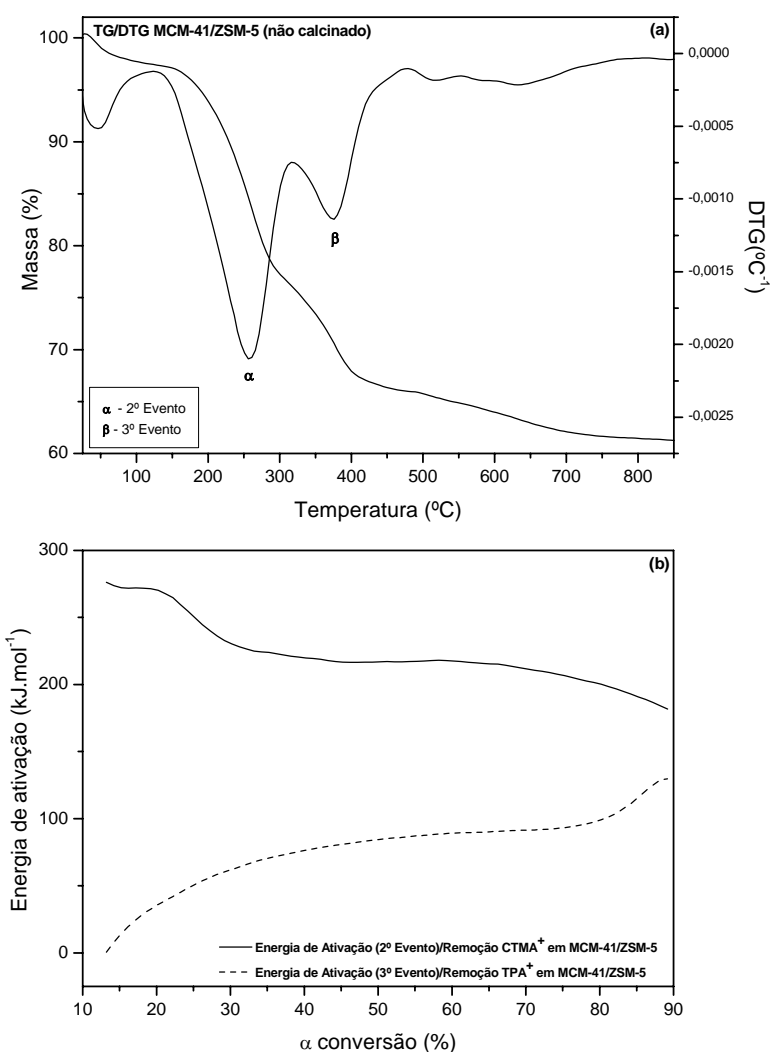 TG/DTG MCM-41/ZSM-5 (não calcinado)
(a)
100
90
80
70
60
Massa (%)
0,0000
-0,0005
-0,0010
-0,0015
-0,0020
-0,0025
DTG(ºC⁻¹)
α
β
α - 2º Evento
β - 3º Evento
100 200 300 400 500 600 700 800
Temperatura (ºC)
(b)
300
200
100
0
Energia de ativação (kJ.mol⁻¹)
Energia de Ativação (2º Evento)/Remoção CTMA⁺ em MCM-41/ZSM-5
Energia de Ativação (3º Evento)/Remoção TPA⁺ em MCM-41/ZSM-5
10 20 30 40 50 60 70 80 90
α conversão (%)